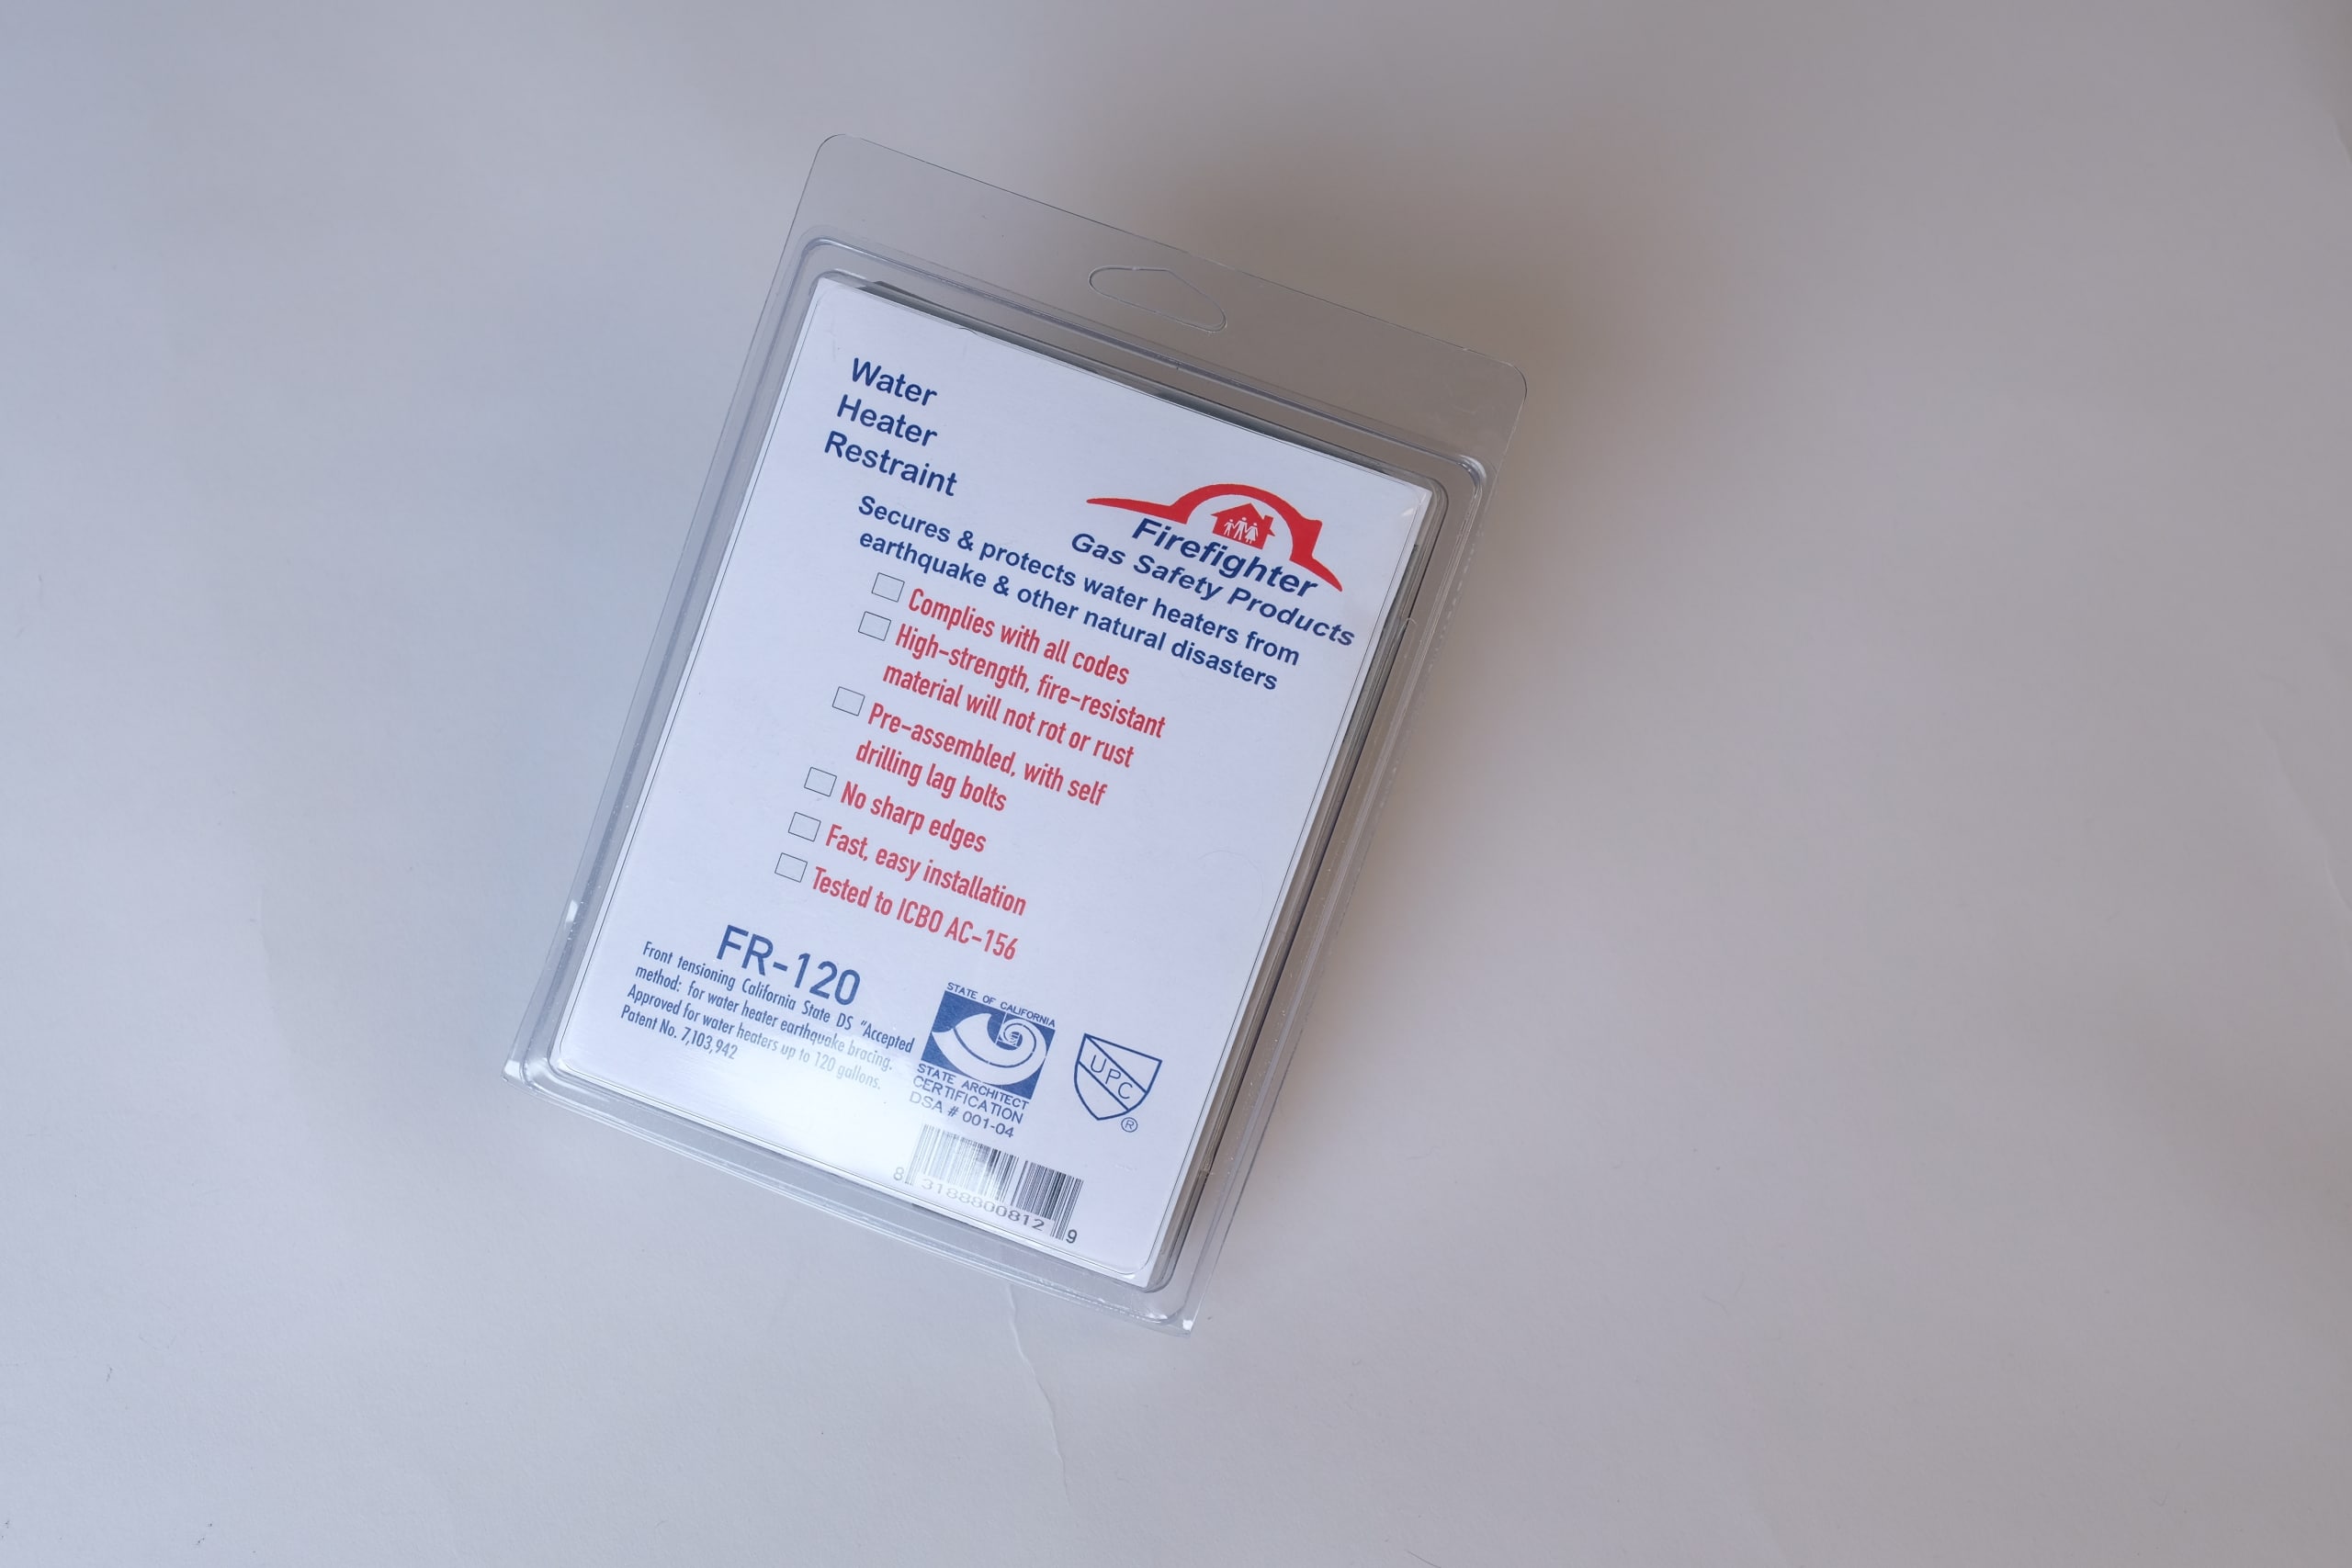 Water
Heater
Restraint
Firefighter
Gas Safety Products
Secures & protects water heaters from
earthquake & other natural disasters
Complies with all codes
High-strength, fire-resistant
material will not rot or rust
Pre-assembled, with self
drilling lag bolts
No sharp edges
Fast, easy installation
Tested to ICBO AC-156
FR-120
Front tensioning California State DS "Accepted
method: for water heater earthquake bracing.
Approved for water heaters up to 120 gallons.
Patent No. 7,103,942
STATE OF CALIFORNIA
STATE ARCHITECT
CERTIFICATION
DSA # 001-04
UPC
®
8 3188800812 9